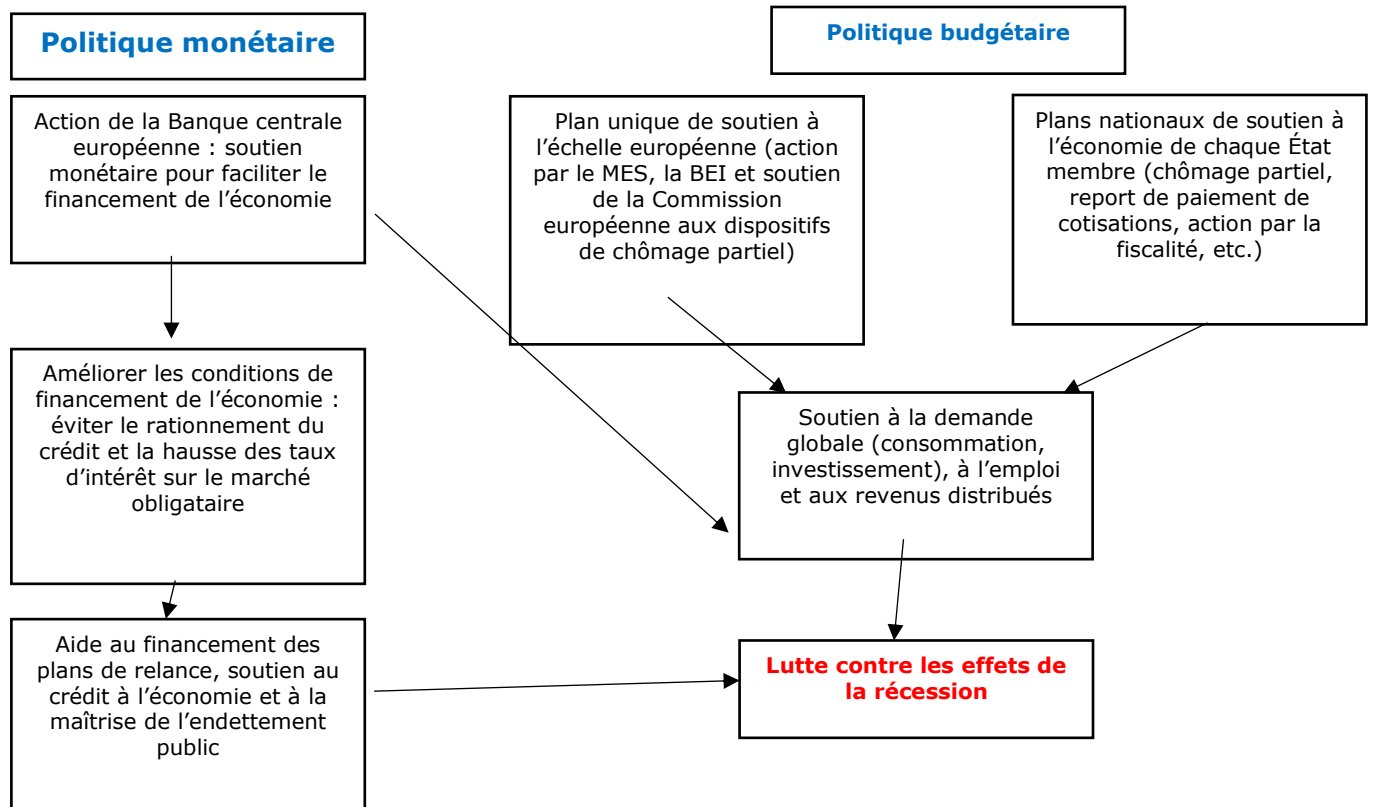 Politique monétaire
Politique budgétaire
Action de la Banque centrale
européenne : soutien
monétaire pour faciliter le
financement de l’économie
Plan unique de soutien à
l’échelle européenne (action
par le MES, la BEI et soutien
de la Commission
européenne aux dispositifs
de chômage partiel)
Plans nationaux de soutien à
l’économie de chaque État
membre (chômage partiel,
report de paiement de
cotisations, action par la
fiscalité, etc.)
Améliorer les conditions de
financement de l’économie :
éviter le rationnement du
crédit et la hausse des taux
d’intérêt sur le marché
obligataire
Soutien à la demande
globale (consommation,
investissement), à l’emploi
et aux revenus distribués
Aide au financement des
plans de relance, soutien au
crédit à l’économie et à la
maîtrise de l’endettement
public
Lutte contre les effets de
la récession